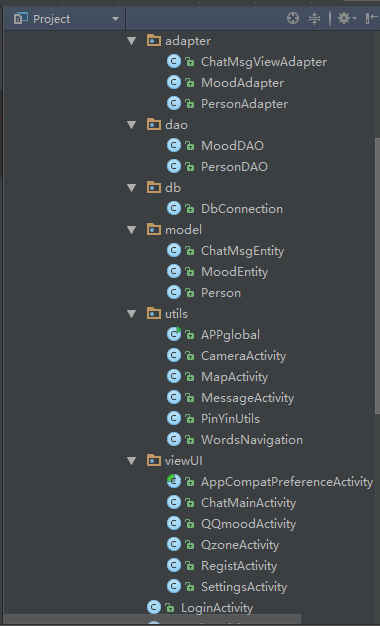 Project
adapter
ChatMsgViewAdapter
MoodAdapter
PersonAdapter
dao
MoodDAO
PersonDAO
db
DbConnection
model
ChatMsgEntity
MoodEntity
Person
utils
APPglobal
CameraActivity
MapActivity
MessageActivity
PinYinUtils
WordsNavigation
viewUI
AppCompatPreferenceActivity
ChatMainActivity
QQmoodActivity
QzoneActivity
RegistActivity
SettingsActivity
LoginActivity